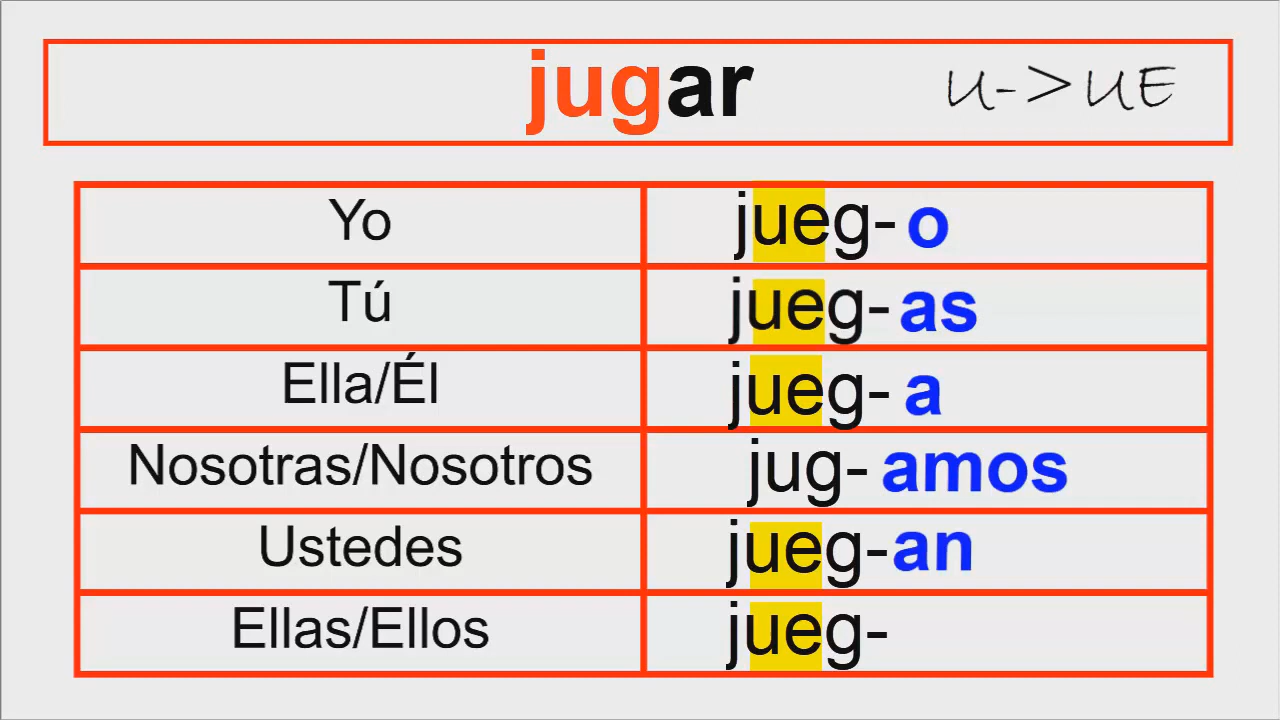 jugar u->UE
Yo jueg- o
Tú jueg- as
Ella/Él jueg- a
Nosotras/Nosotros jug- amos
Ustedes jueg-an
Ellas/Ellos jueg-